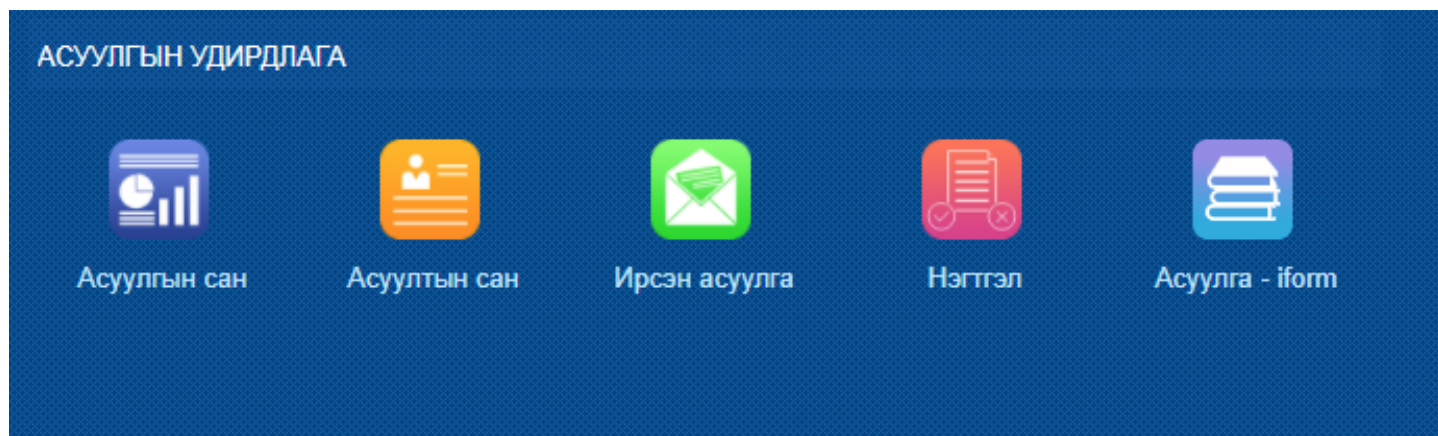 АСУУЛГЫН УДИРДЛАГА
Асуулгын сан
Асуултын сан
Ирсэн асуулга
Нэгтгэл
Асуулга - iform